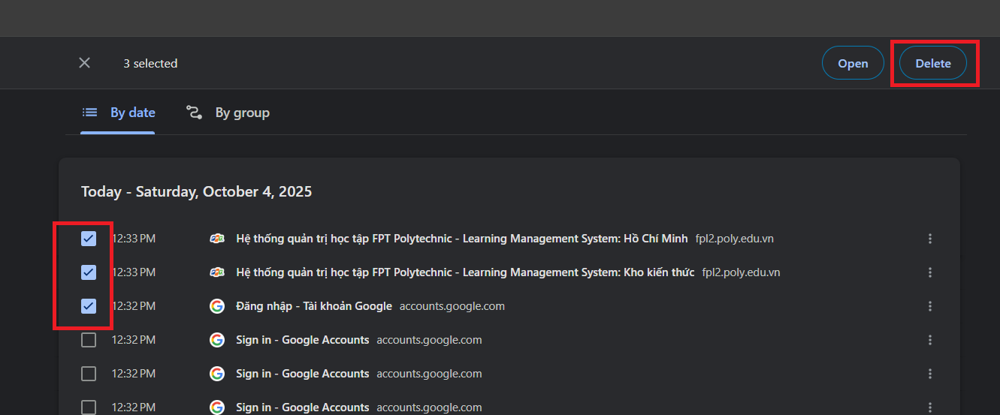 3 selected Open Delete
By date By group
Today - Saturday, October 4, 2025
12:33 PM Hệ thống quản trị học tập FPT Polytechnic - Learning Management System: Hồ Chí Minh fpl2.poly.edu.vn
12:33 PM Hệ thống quản trị học tập FPT Polytechnic - Learning Management System: Kho kiến thức fpl2.poly.edu.vn
12:32 PM Đăng nhập - Tài khoản Google accounts.google.com
12:32 PM Sign in - Google Accounts accounts.google.com
12:32 PM Sign in - Google Accounts accounts.google.com
12:32 PM Sign in - Google Accounts accounts.google.com